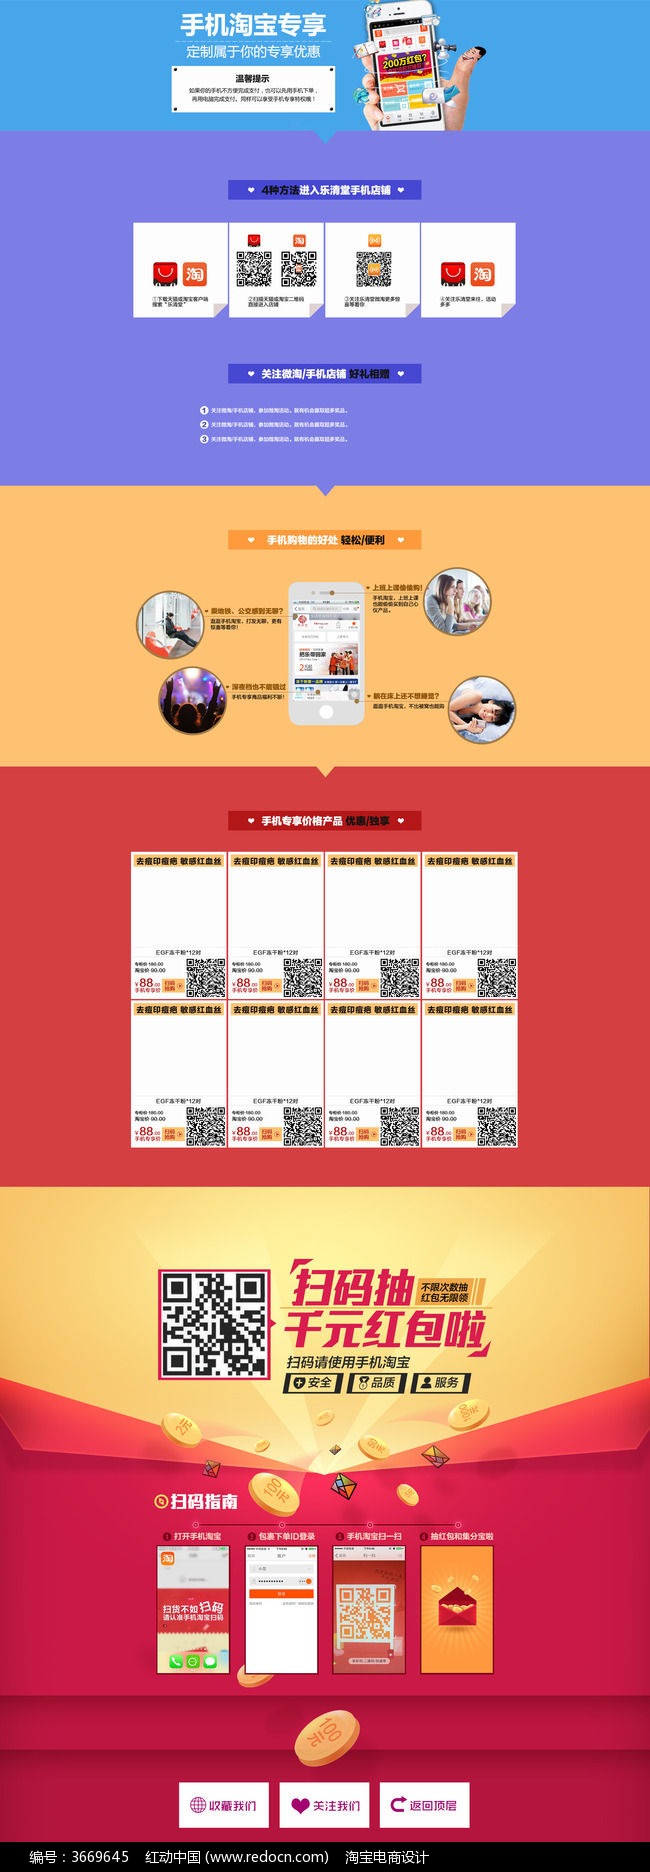 手机淘宝专享
定制属于你的专享优惠
温馨提示
如果你的手机不方便完成支付，也可以先用手机下单，
再用电脑完成支付。同样可以享受手机专享特权哦！
200万红包?
4种方法进入乐清堂手机店铺
淘
①下载天猫或淘宝客户端
搜索“乐清堂”
淘
②扫描天猫或淘宝二维码
直接进入店铺
③关注乐清堂微淘更多惊
喜等着你
淘
④关注乐清堂来往，活动
多多
关注微淘/手机店铺 好礼相赠
1 关注微淘/手机店铺，参加微淘活动。就有机会赢取超多奖品。
2 关注微淘/手机店铺，参加微淘活动。就有机会赢取超多奖品。
3 关注微淘/手机店铺，参加微淘活动。就有机会赢取超多奖品。
手机购物的好处 轻松/便利
乘地铁、公交感到无聊?
逛逛手机淘宝，打发无聊，更有
惊喜等着你！
上班上课偷偷购!
手机淘宝，上班上课
也能偷偷买到自己心
仪产品。
把乐带回家
深夜档也不能错过
手机专享商品福利不断！
躺在床上还不想睡觉?
逛逛手机淘宝。不出被窝也能购
手机专享价格产品 优惠/独享
去痘印痘疤 敏感红血丝
EGF冻干粉*12对
专柜价 180.00
淘宝价 90.00
￥88.00
手机专享价
扫码
抢购
去痘印痘疤 敏感红血丝
EGF冻干粉*12对
专柜价 180.00
淘宝价 90.00
￥88.00
手机专享价
扫码
抢购
去痘印痘疤 敏感红血丝
EGF冻干粉*12对
专柜价 180.00
淘宝价 90.00
￥88.00
手机专享价
扫码
抢购
去痘印痘疤 敏感红血丝
EGF冻干粉*12对
专柜价 180.00
淘宝价 90.00
￥88.00
手机专享价
扫码
抢购
去痘印痘疤 敏感红血丝
EGF冻干粉*12对
专柜价 180.00
淘宝价 90.00
￥88.00
手机专享价
扫码
抢购
去痘印痘疤 敏感红血丝
EGF冻干粉*12对
专柜价 180.00
淘宝价 90.00
￥88.00
手机专享价
扫码
抢购
去痘印痘疤 敏感红血丝
EGF冻干粉*12对
专柜价 180.00
淘宝价 90.00
￥88.00
手机专享价
扫码
抢购
去痘印痘疤 敏感红血丝
EGF冻干粉*12对
专柜价 180.00
淘宝价 90.00
￥88.00
手机专享价
扫码
抢购
扫码抽
不限次数抽
红包无限领
千元红包啦
扫码请使用手机淘宝
安全 品质 服务
2元
100元
扫码指南
1 打开手机淘宝
2 包裹下单ID登录
3 手机淘宝扫一扫
4 抽红包和集分宝啦
淘
扫货不如扫码
请认准手机淘宝扫码
账户
登录
扫一扫
100元
收藏我们
关注我们
返回顶层
编号：3669645 红动中国 (www.redocn.com) 淘宝电商设计